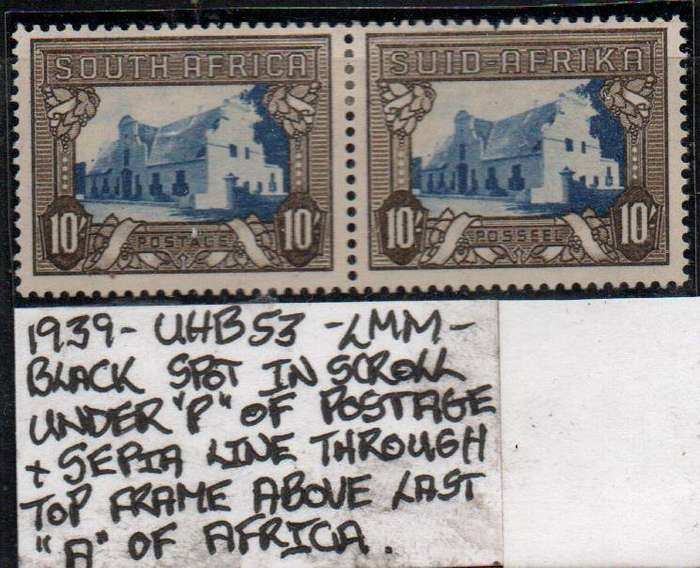 SOUTH AFRICA
10/-
POSTAGE
10/-
SUID-AFRIKA
10/-
POSSEEL
10/-
1939 - UHB53 - LMM -
BLACK SPOT IN SCROLL
UNDER "P" OF POSTAGE
+ SEPIA LINE THROUGH
TOP FRAME ABOVE LAST
"A" OF AFRICA.